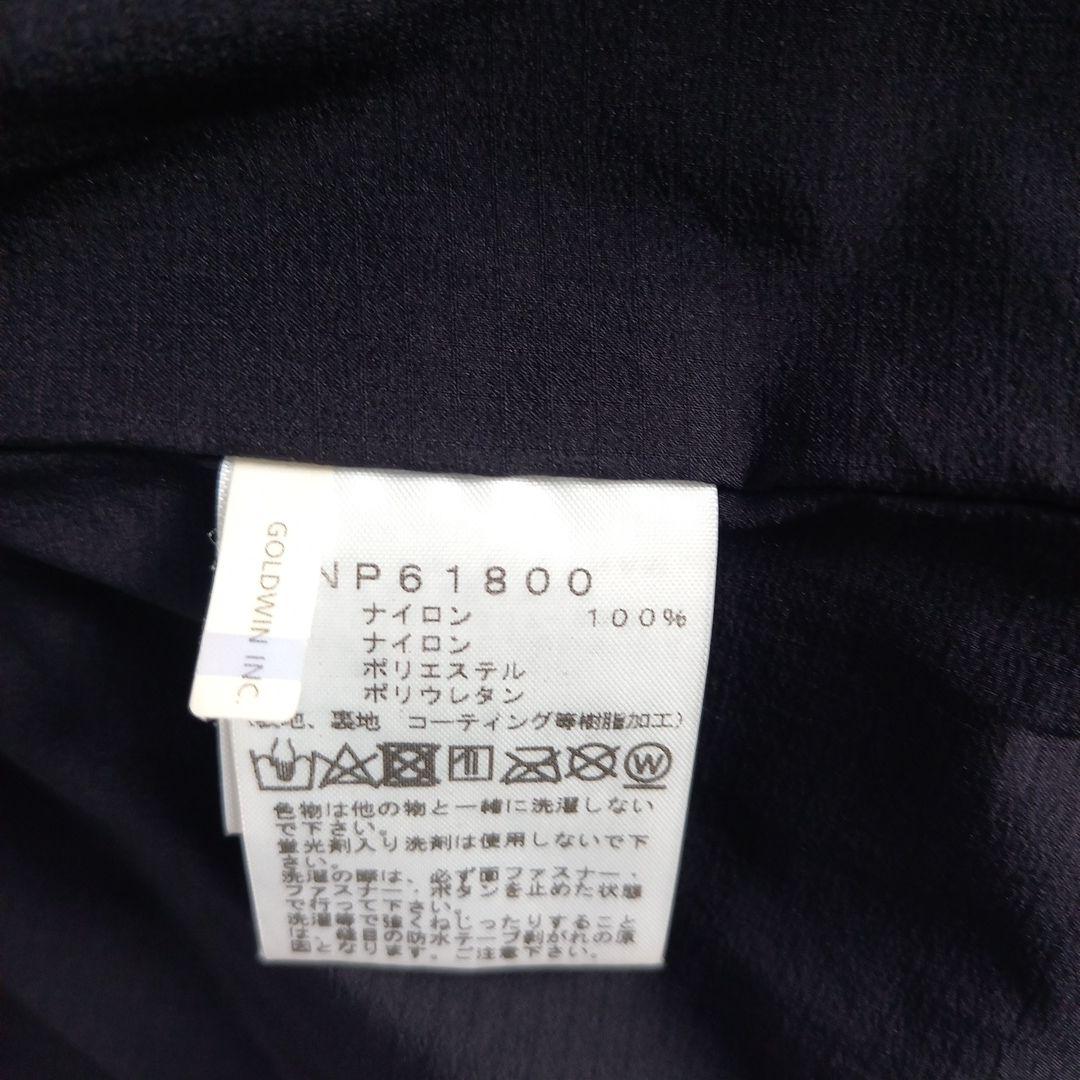 GOLDWIN INC.
NP61800
ナイロン 100%
ナイロン
ポリエステル
ポリウレタン
地、裏地 コーティング等樹脂加工)
W
色物は他の物と一緒に洗濯しない
で下さい。
蛍光剤入り洗剤は使用しないで下
さい。
洗濯の際は、必ず面ファスナー・
ファスナー・ボタンを止めた状態
で行って下さい。
洗濯機で強くねじったりすること
は、縫目の防水テープ剥がれの原
因となります。ご注意下さい。